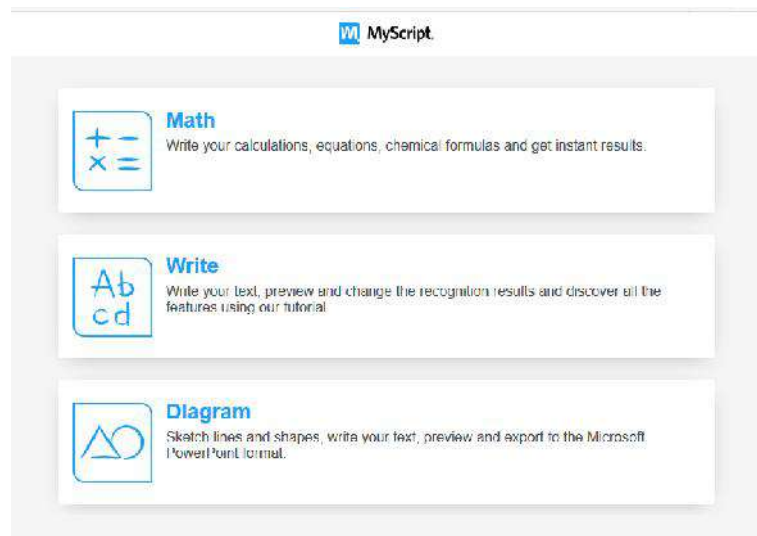 MyScript.
Math
Write your calculations, equations, chemical formulas and get instant results.
+ −
× =
Write
Write your text, preview and change the recognition results and discover all the
features using our tutorial
Ab
cd
Diagram
Sketch lines and shapes, write your text, preview and export to the Microsoft
PowerPoint format.